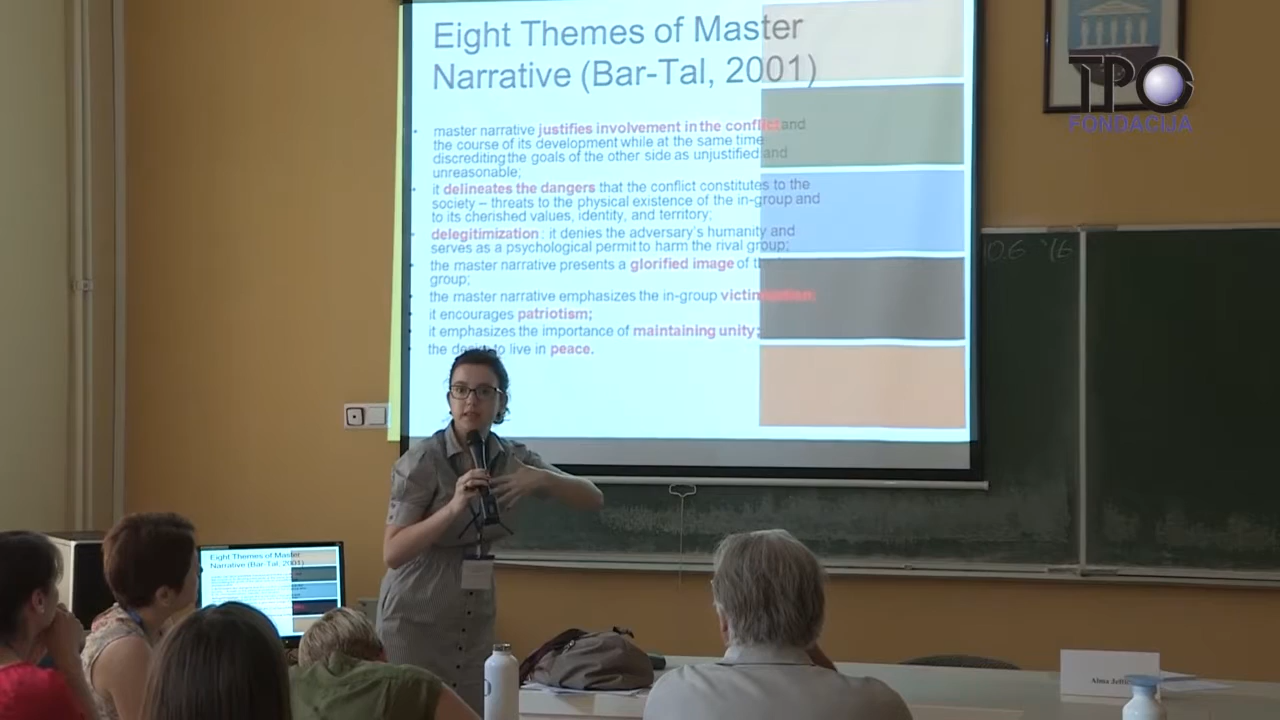 Eight Themes of Master
Narrative (Bar-Tal, 2001)
master narrative justifies involvement in the conflict and
the course of its development while at the same time
discrediting the goals of the other side as unjustified and
unreasonable;
it delineates the dangers that the conflict constitutes to the
society – threats to the physical existence of the in-group and
to its cherished values, identity, and territory;
delegitimization: it denies the adversary's humanity and
serves as a psychological permit to harm the rival group;
the master narrative presents a glorified image of
group;
the master narrative emphasizes the in-group victimization;
it encourages patriotism;
it emphasizes the importance of maintaining unity;
the desire to live in peace.
TPO
FONDACIJA
10.6 '16
Eight Themes of Master
Narrative (Bar-Tal, 2001)
Alma